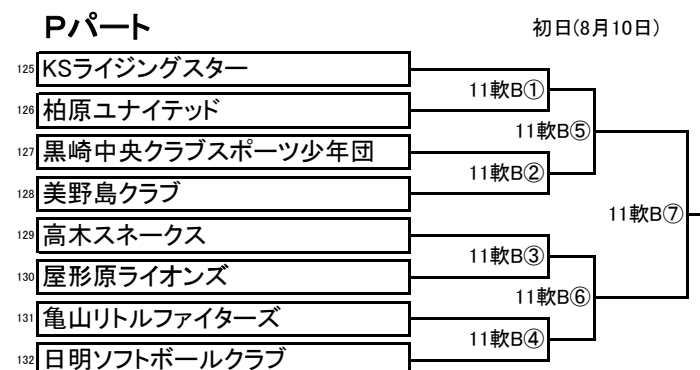 Pパート
初日(8月10日)
125 KSライジングスター
11軟B①
126 柏原ユナイテッド
11軟B⑤
127 黒崎中央クラブスポーツ少年団
11軟B②
128 美野島クラブ
11軟B⑦
129 高木スネークス
11軟B③
130 屋形原ライオンズ
11軟B⑥
131 亀山リトルファイターズ
11軟B④
132 日明ソフトボールクラブ